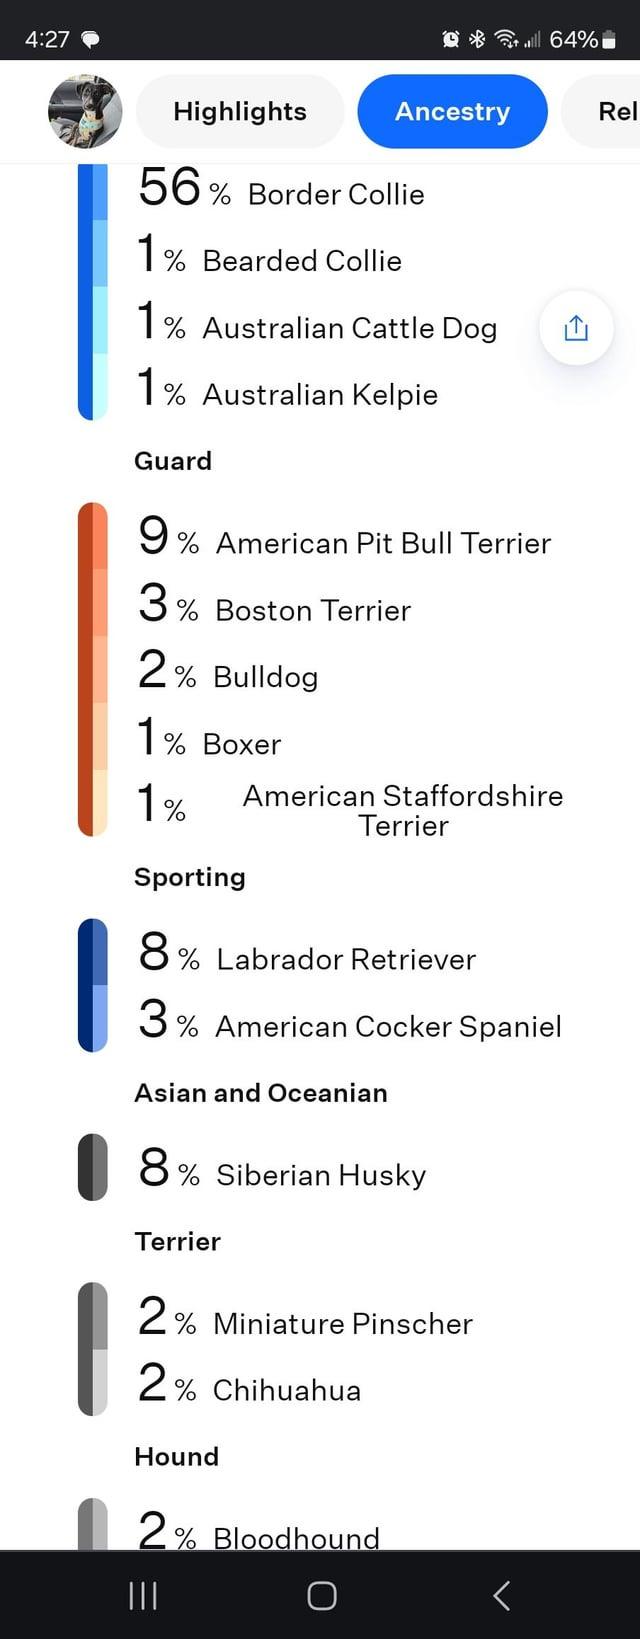 4:27
64%
Highlights
Ancestry
Rel
56 % Border Collie
1 % Bearded Collie
1 % Australian Cattle Dog
1 % Australian Kelpie
Guard
9 % American Pit Bull Terrier
3 % Boston Terrier
2 % Bulldog
1 % Boxer
1 % American Staffordshire
Terrier
Sporting
8 % Labrador Retriever
3 % American Cocker Spaniel
Asian and Oceanian
8 % Siberian Husky
Terrier
2 % Miniature Pinscher
2 % Chihuahua
Hound
2 % Bloodhound